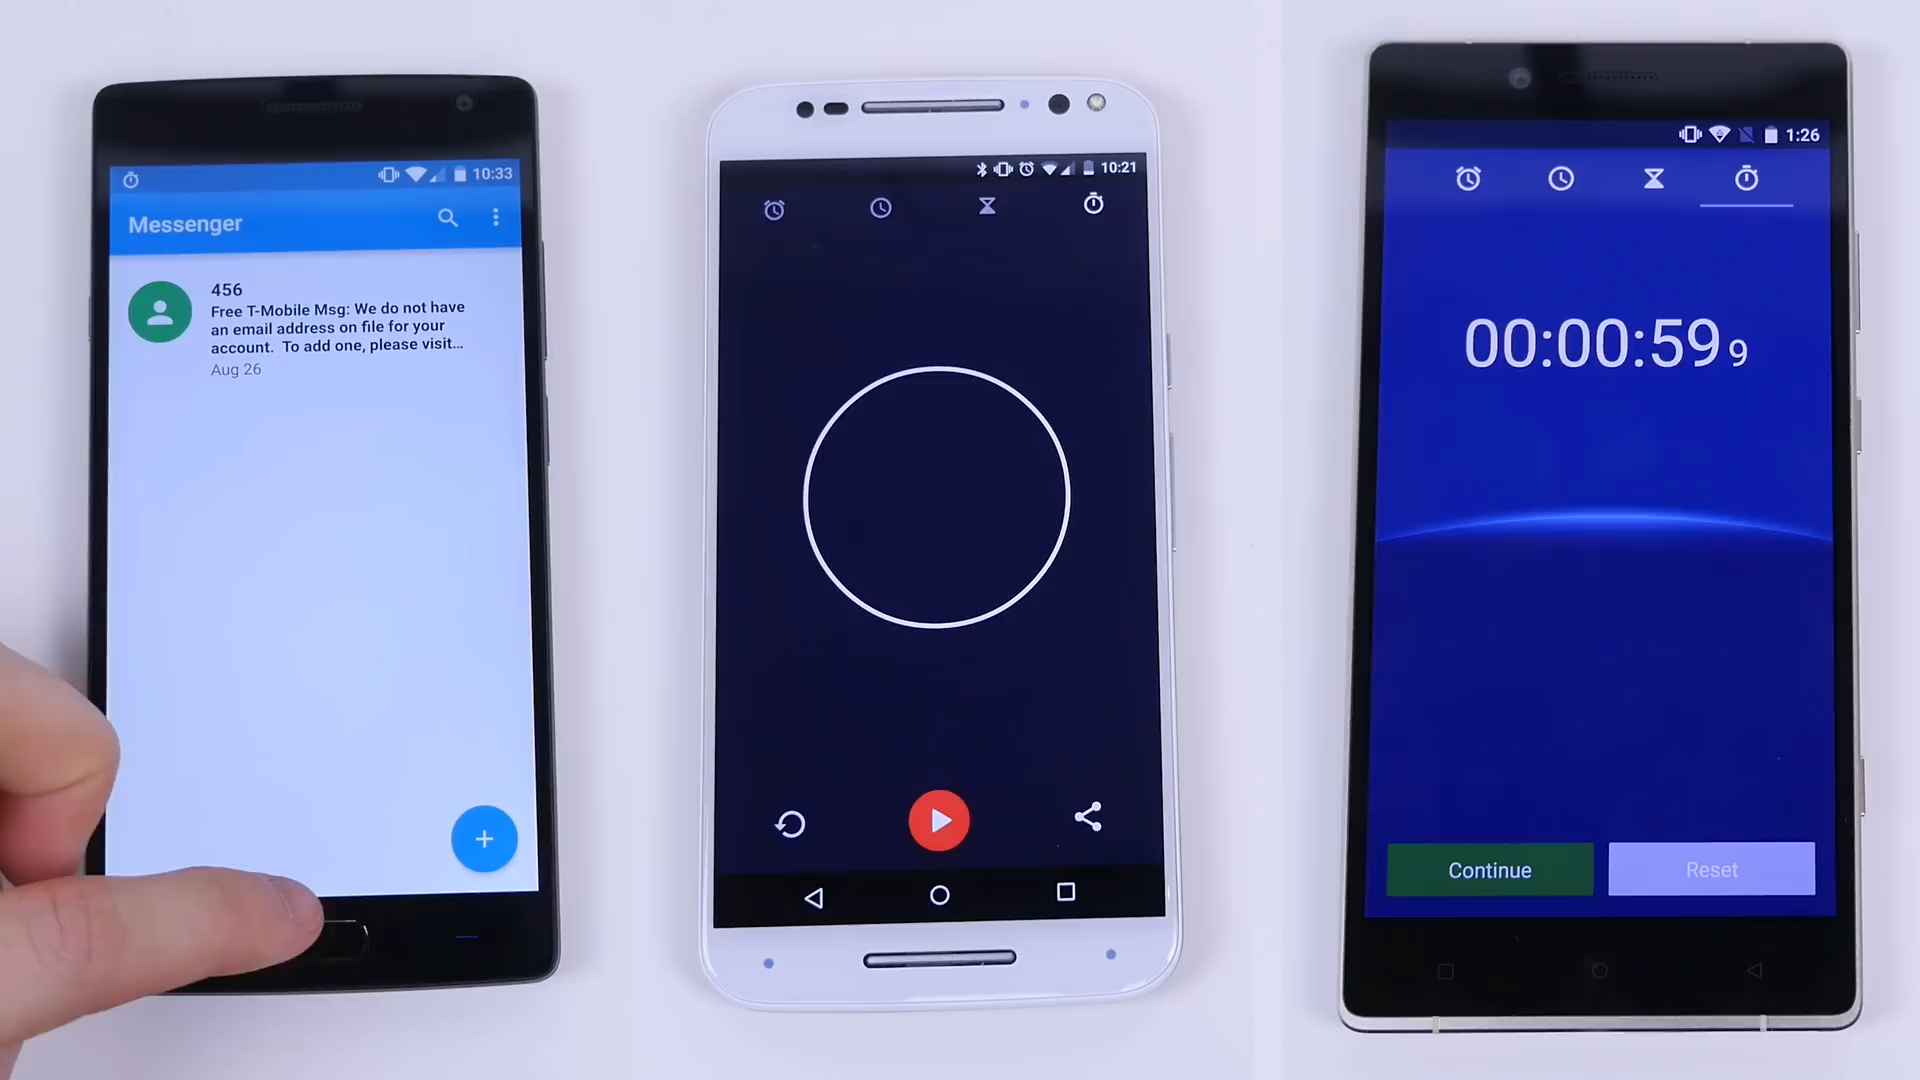 10:33
Messenger
456
Free T-Mobile Msg: We do not have
an email address on file for your
account. To add one, please visit...
Aug 26
10:21
1:26
00:00:59 9
Continue
Reset